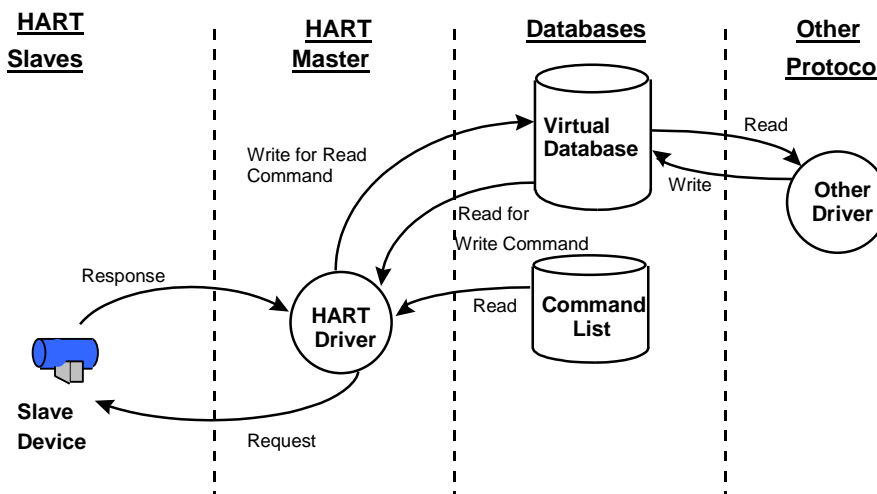 HART
Slaves
HART
Master
Databases
Other
Protoco
Virtual
Database
Read
Write for Read
Command
Write
Other
Driver
Read for
Write Command
Response
HART
Driver
Read
Command
List
Slave
Device
Request